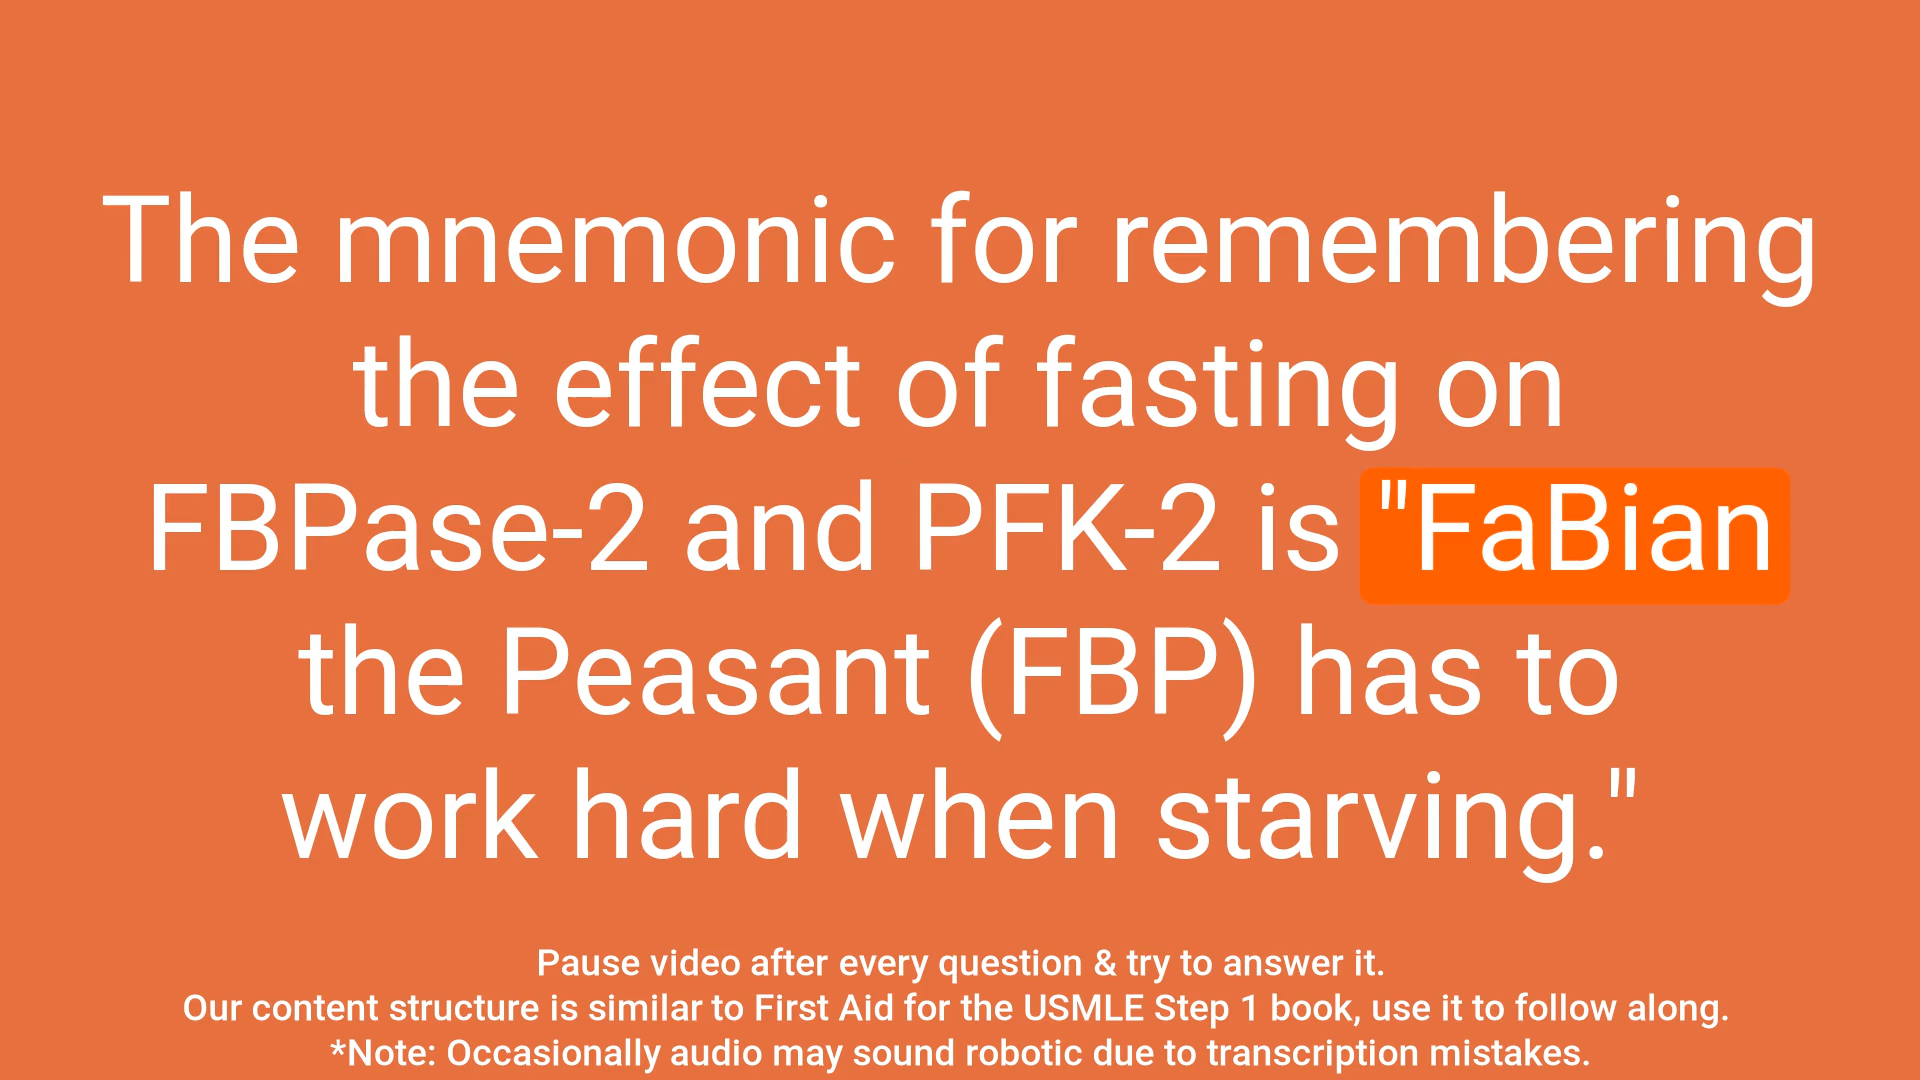 The mnemonic for remembering
the effect of fasting on
FBPase-2 and PFK-2 is "FaBian
the Peasant (FBP) has to
work hard when starving."
Pause video after every question & try to answer it.
Our content structure is similar to First Aid for the USMLE Step 1 book, use it to follow along.
*Note: Occasionally audio may sound robotic due to transcription mistakes.